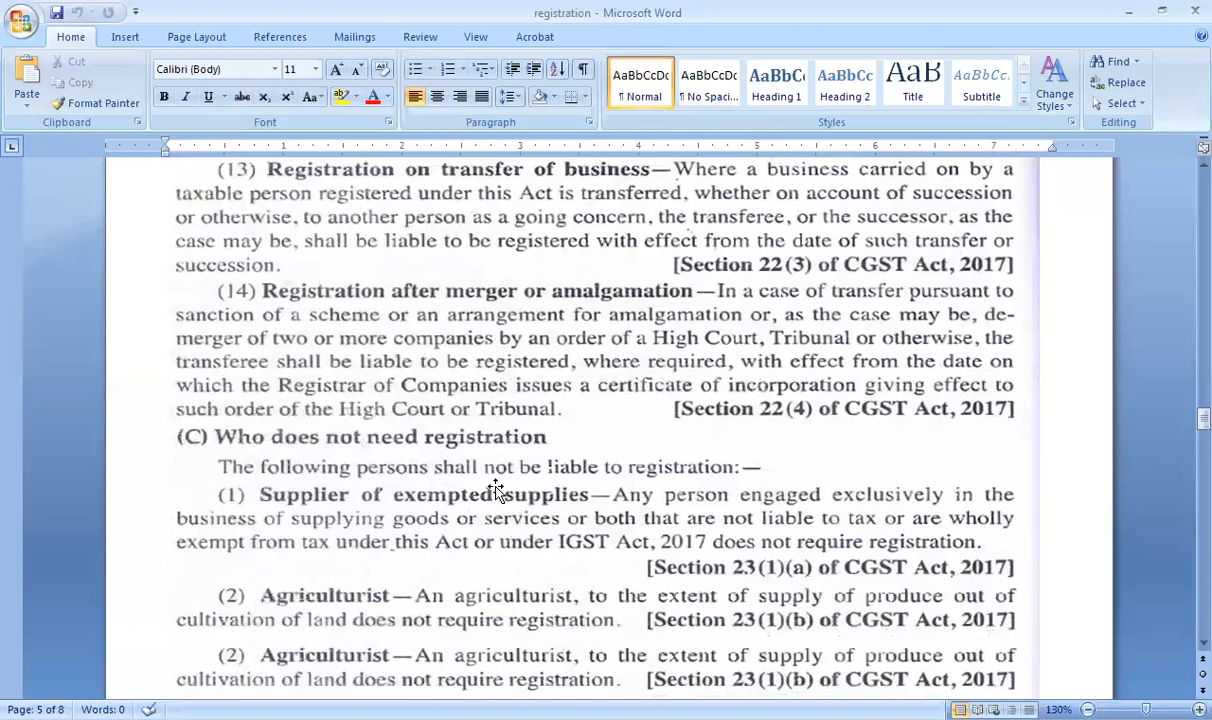 registration - Microsoft Word
Home Insert Page Layout References Mailings Review View Acrobat
Paste
Cut
Copy
Format Painter
Clipboard
Calibri (Body) 11
B I U abc x₂ x² Aa
Font
Paragraph
AaBbCcDc AaBbCcDc AaBbC AaBbCc AaB AaBbCcDc
¶ Normal ¶ No Spaci... Heading 1 Heading 2 Title Subtitle
Change Styles
Styles
Find
Replace
Select
Editing
1 2 3 4 5 6 7
(13) Registration on transfer of business—Where a business carried on by a
taxable person registered under this Act is transferred, whether on account of succession
or otherwise, to another person as a going concern, the transferee, or the successor, as the
case may be, shall be liable to be registered with effect from the date of such transfer or
succession. [Section 22(3) of CGST Act, 2017]
(14) Registration after merger or amalgamation—In a case of transfer pursuant to
sanction of a scheme or an arrangement for amalgamation or, as the case may be, de-
merger of two or more companies by an order of a High Court, Tribunal or otherwise, the
transferee shall be liable to be registered, where required, with effect from the date on
which the Registrar of Companies issues a certificate of incorporation giving effect to
such order of the High Court or Tribunal. [Section 22(4) of CGST Act, 2017]
(C) Who does not need registration
The following persons shall not be liable to registration:—
(1) Supplier of exempted supplies—Any person engaged exclusively in the
business of supplying goods or services or both that are not liable to tax or are wholly
exempt from tax under this Act or under IGST Act, 2017 does not require registration.
[Section 23(1)(a) of CGST Act, 2017]
(2) Agriculturist—An agriculturist, to the extent of supply of produce out of
cultivation of land does not require registration. [Section 23(1)(b) of CGST Act, 2017]
(2) Agriculturist—An agriculturist, to the extent of supply of produce out of
cultivation of land does not require registration. [Section 23(1)(b) of CGST Act, 2017]
Page: 5 of 8 Words: 0 130%